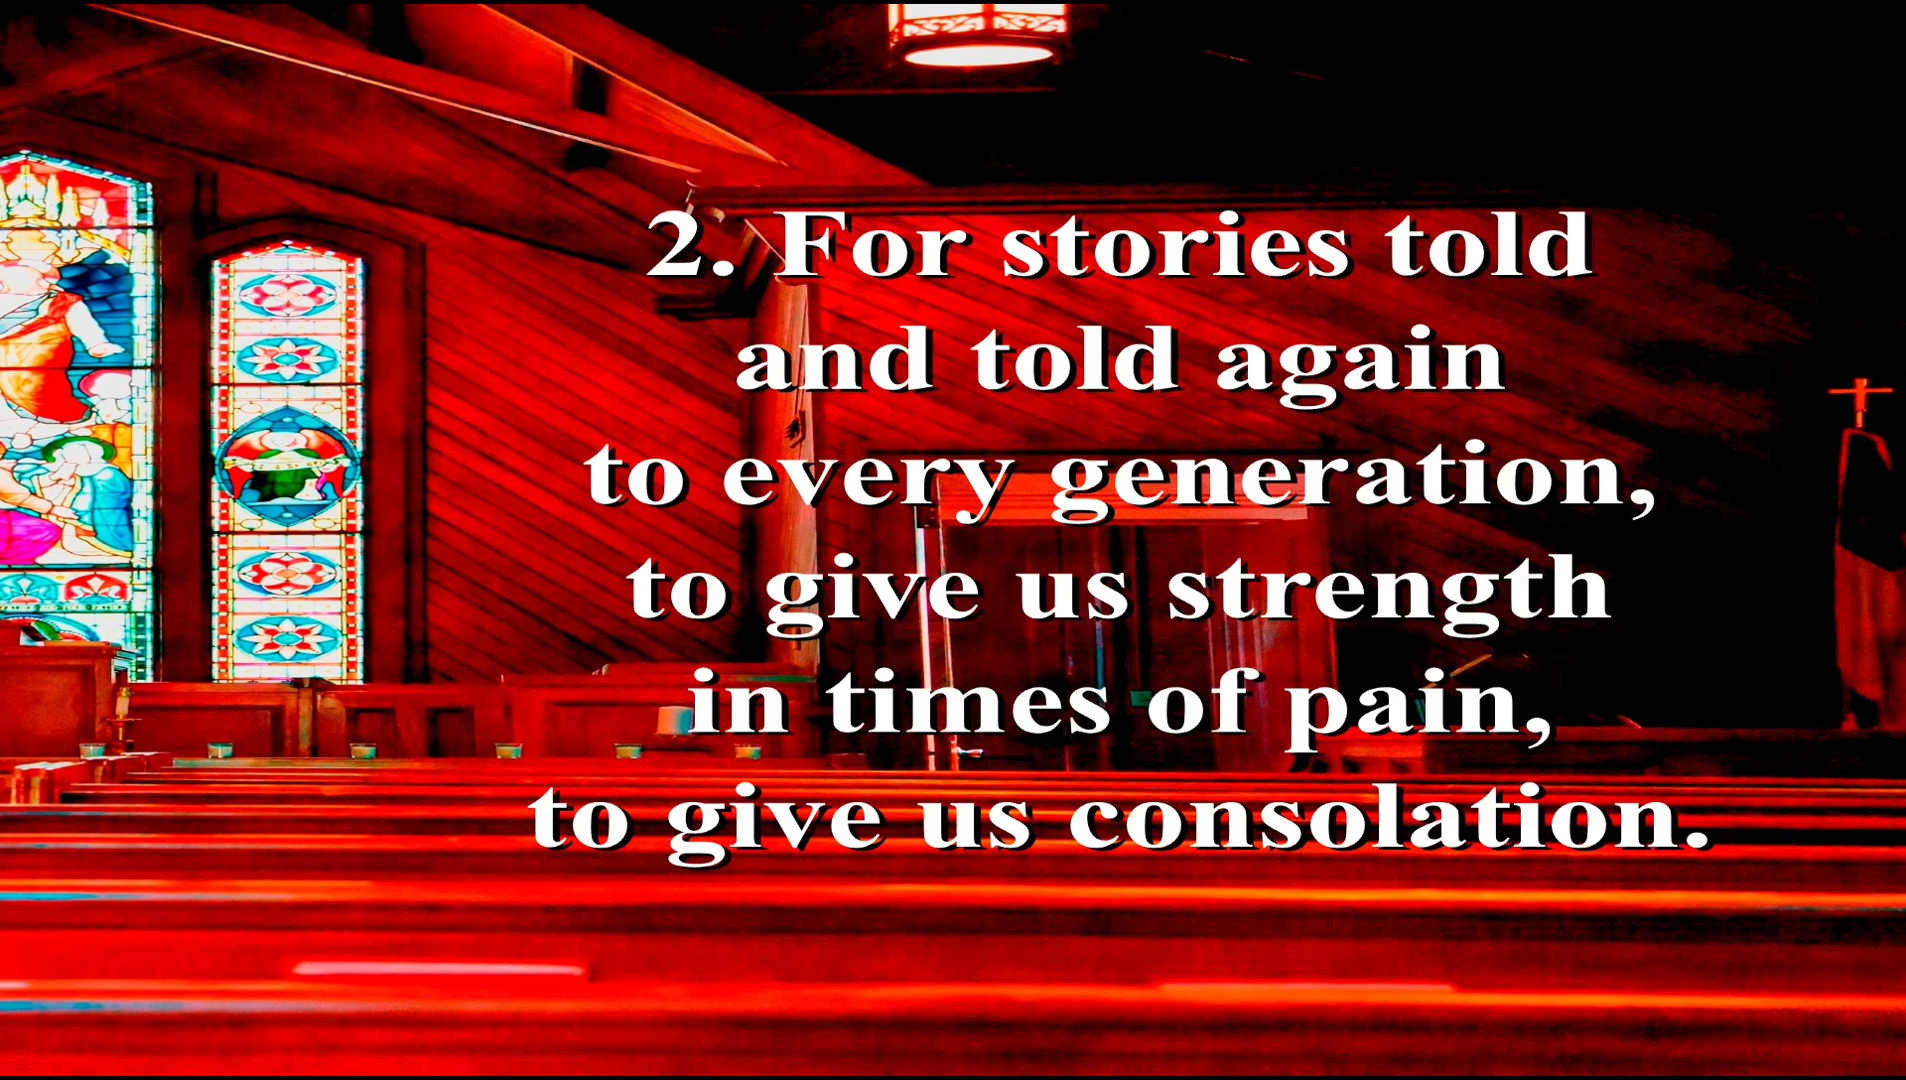 2. For stories told
and told again
to every generation,
to give us strength
in times of pain,
to give us consolation.